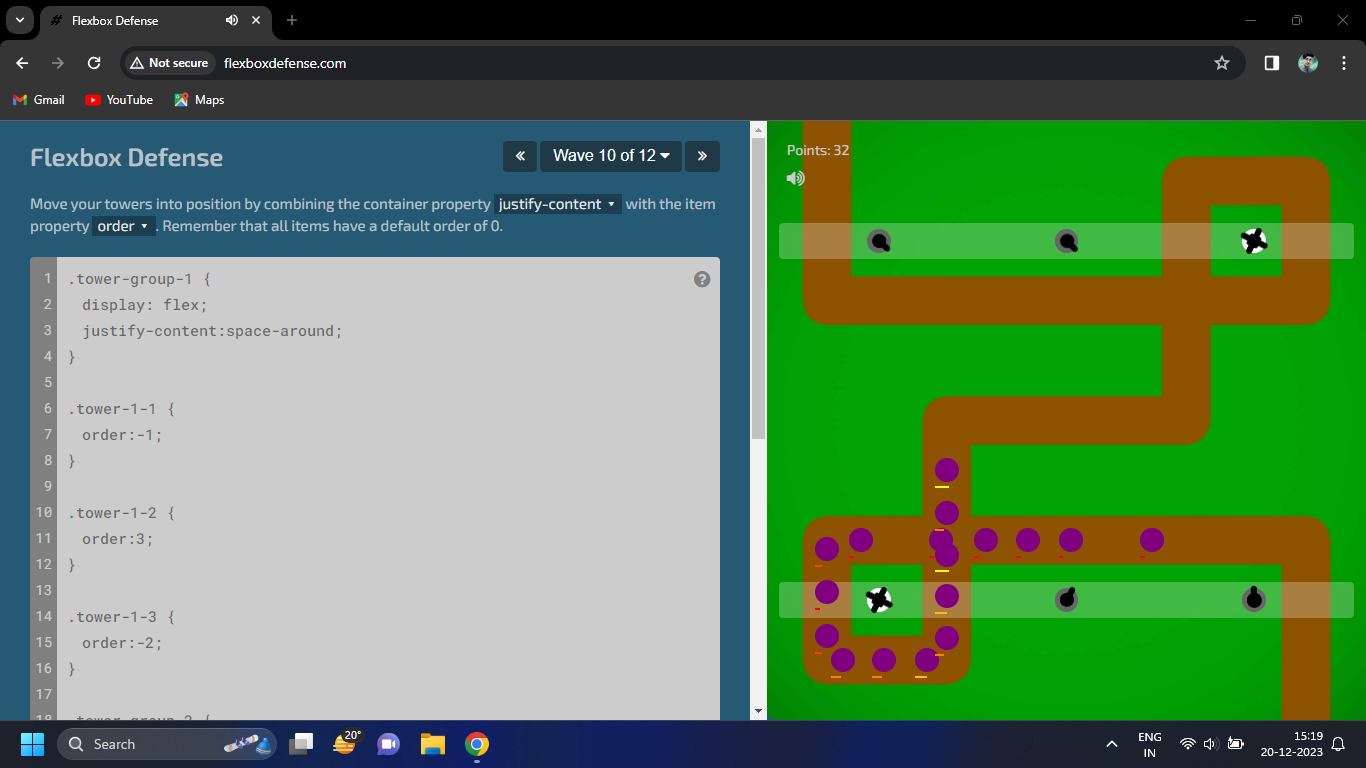 Flexbox Defense
Not secure flexboxdefense.com
Gmail YouTube Maps
Flexbox Defense
« Wave 10 of 12 »
Move your towers into position by combining the container property justify-content with the item
property order . Remember that all items have a default order of 0.
1 .tower-group-1 {
2 display: flex;
3 justify-content:space-around;
4 }
5
6 .tower-1-1 {
7 order:-1;
8 }
9
10 .tower-1-2 {
11 order:3;
12 }
13
14 .tower-1-3 {
15 order:-2;
16 }
17
18 .tower-group-2 {
?
Points: 32
Search
20°
ENG
IN
15:19
20-12-2023